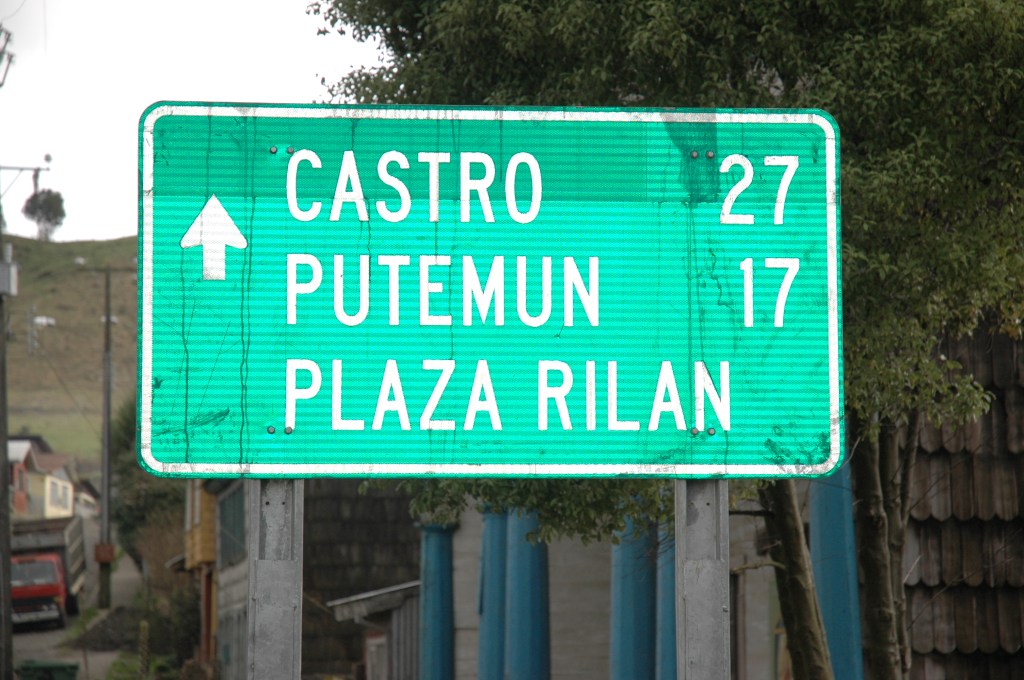 CASTRO 27
PUTEMUN 17
PLAZA RILAN